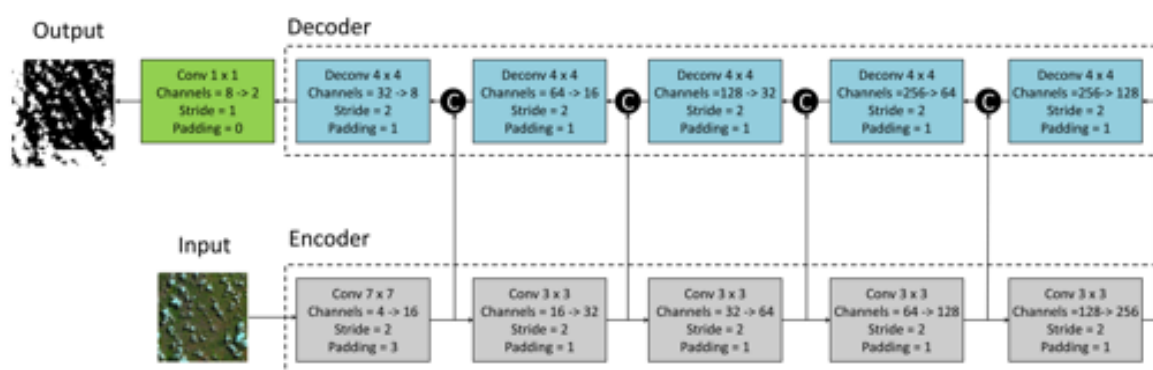 Output
Decoder
Conv 1 x 1
Channels = 8 -> 2
Stride = 1
Padding = 0
Deconv 4 x 4
Channels = 32 -> 8
Stride = 2
Padding = 1
C
Deconv 4 x 4
Channels = 64 -> 16
Stride = 2
Padding = 1
C
Deconv 4 x 4
Channels =128 -> 32
Stride = 2
Padding = 1
C
Deconv 4 x 4
Channels =256-> 64
Stride = 2
Padding = 1
C
Deconv 4 x 4
Channels =256-> 128
Stride = 2
Padding = 1
Input
Encoder
Conv 7 x 7
Channels = 4 -> 16
Stride = 2
Padding = 3
Conv 3 x 3
Channels = 16 -> 32
Stride = 2
Padding = 1
Conv 3 x 3
Channels = 32 -> 64
Stride = 2
Padding = 1
Conv 3 x 3
Channels = 64 -> 128
Stride = 2
Padding = 1
Conv 3 x 3
Channels =128-> 256
Stride = 2
Padding = 1